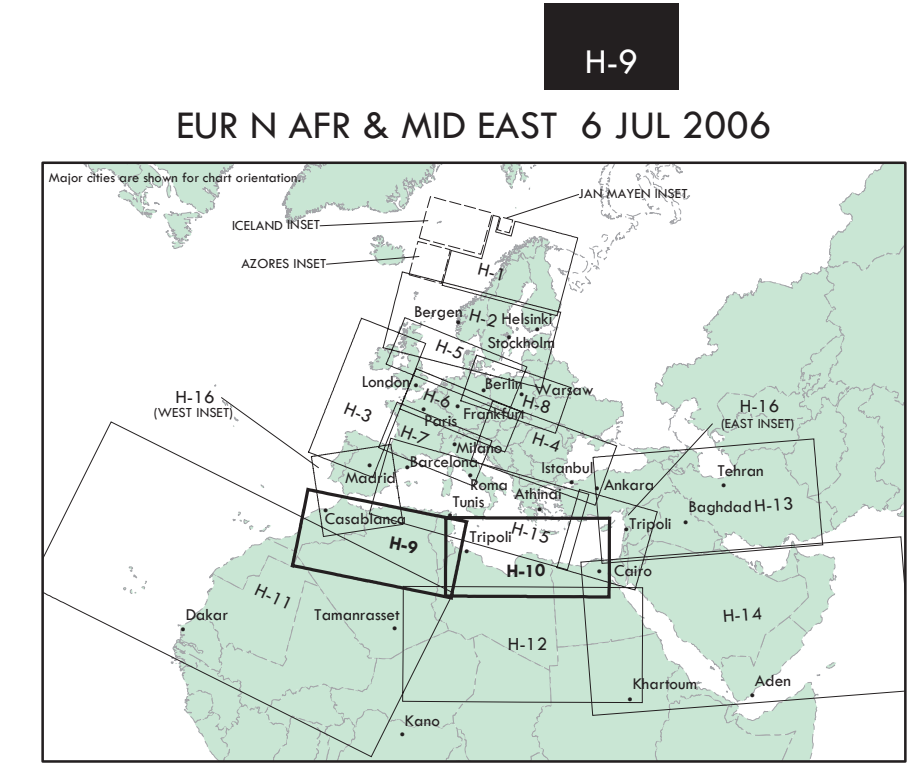 H-9
EUR N AFR & MID EAST 6 JUL 2006
Major cities are shown for chart orientation.
JAN MAYEN INSET
ICELAND INSET
AZORES INSET
H-1
Bergen
H-2
Helsinki
Stockholm
H-5
London
Berlin
Warsaw
H-16
(WEST INSET)
H-6
H-8
H-3
Paris
Frankfurt
H-16
(EAST INSET)
H-7
H-4
Milano
Madrid
Barcelona
Istanbul
Tehran
Roma
Ankara
Athinai
Tunis
Baghdad
H-13
Casablanca
H-15
Tripoli
Tripoli
H-9
H-10
Cairo
H-11
Dakar
Tamanrasset
H-14
H-12
Khartoum
Aden
Kano